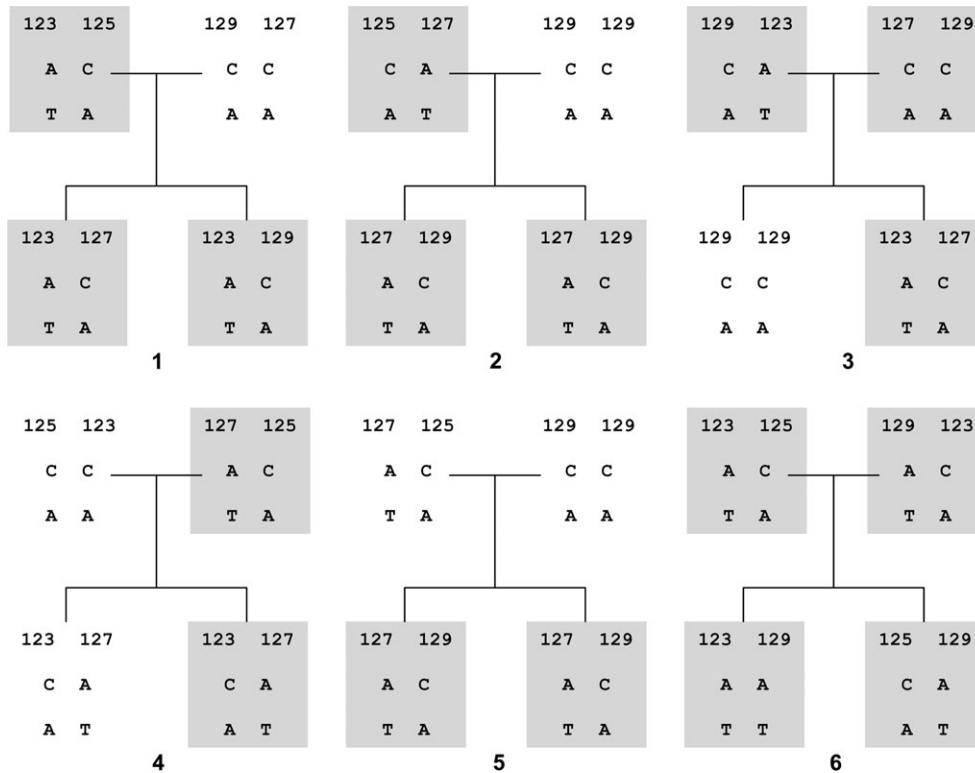 123 125 129 127 125 127 129 129 129 123 127 129
A C C C C A C C C A C C
T A A A A T A A A T A A
123 127 123 129 127 129 127 129 129 129 123 127
A C A C A C A C C C A C
T A T A T A T A A A T A
1 2 3
125 123 127 125 127 125 129 129 123 125 129 123
C C A C A C C C A C A C
A A T A T A A A T A T A
123 127 123 127 127 129 127 129 123 129 125 129
C A C A A C A C A A C A
A T A T T A T A T T A T
4 5 6